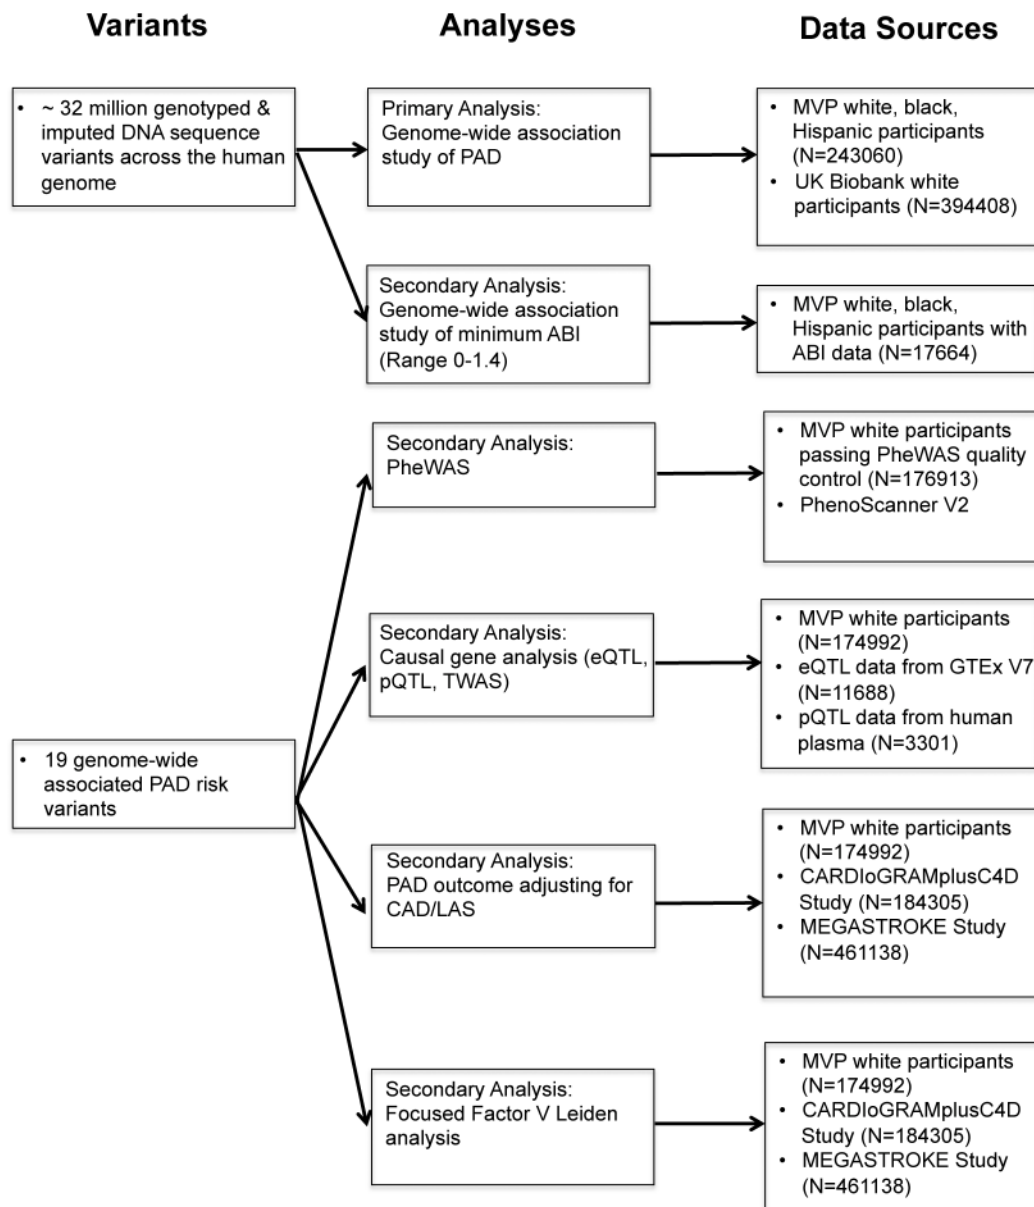 Variants
Analyses
Data Sources
• ~ 32 million genotyped &
imputed DNA sequence
variants across the human
genome
Primary Analysis:
Genome-wide association
study of PAD
• MVP white, black,
Hispanic participants
(N=243060)
• UK Biobank white
participants (N=394408)
Secondary Analysis:
Genome-wide association
study of minimum ABI
(Range 0-1.4)
• MVP white, black,
Hispanic participants with
ABI data (N=17664)
Secondary Analysis:
PheWAS
• MVP white participants
passing PheWAS quality
control (N=176913)
• PhenoScanner V2
Secondary Analysis:
Causal gene analysis (eQTL,
pQTL, TWAS)
• MVP white participants
(N=174992)
• eQTL data from GTEx V7
(N=11688)
• pQTL data from human
plasma (N=3301)
• 19 genome-wide
associated PAD risk
variants
Secondary Analysis:
PAD outcome adjusting for
CAD/LAS
• MVP white participants
(N=174992)
• CARDIoGRAMplusC4D
Study (N=184305)
• MEGASTROKE Study
(N=461138)
Secondary Analysis:
Focused Factor V Leiden
analysis
• MVP white participants
(N=174992)
• CARDIoGRAMplusC4D
Study (N=184305)
• MEGASTROKE Study
(N=461138)